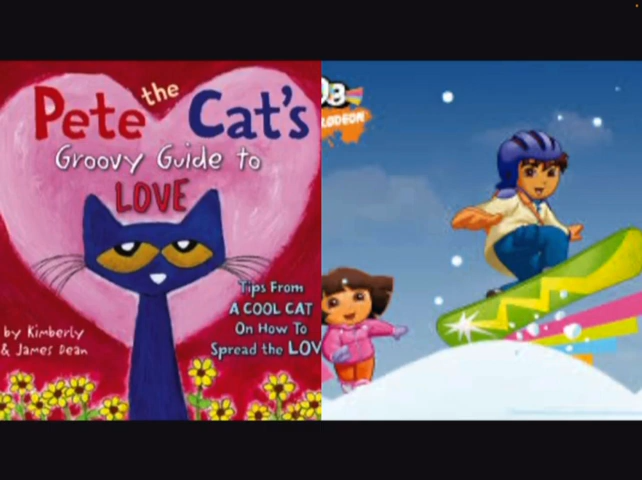 Pete the Cat's
Groovy Guide to
LOVE
Tips From
A COOL CAT
On How To
Spread the LOV
by Kimberly
& James Dean
LODEON